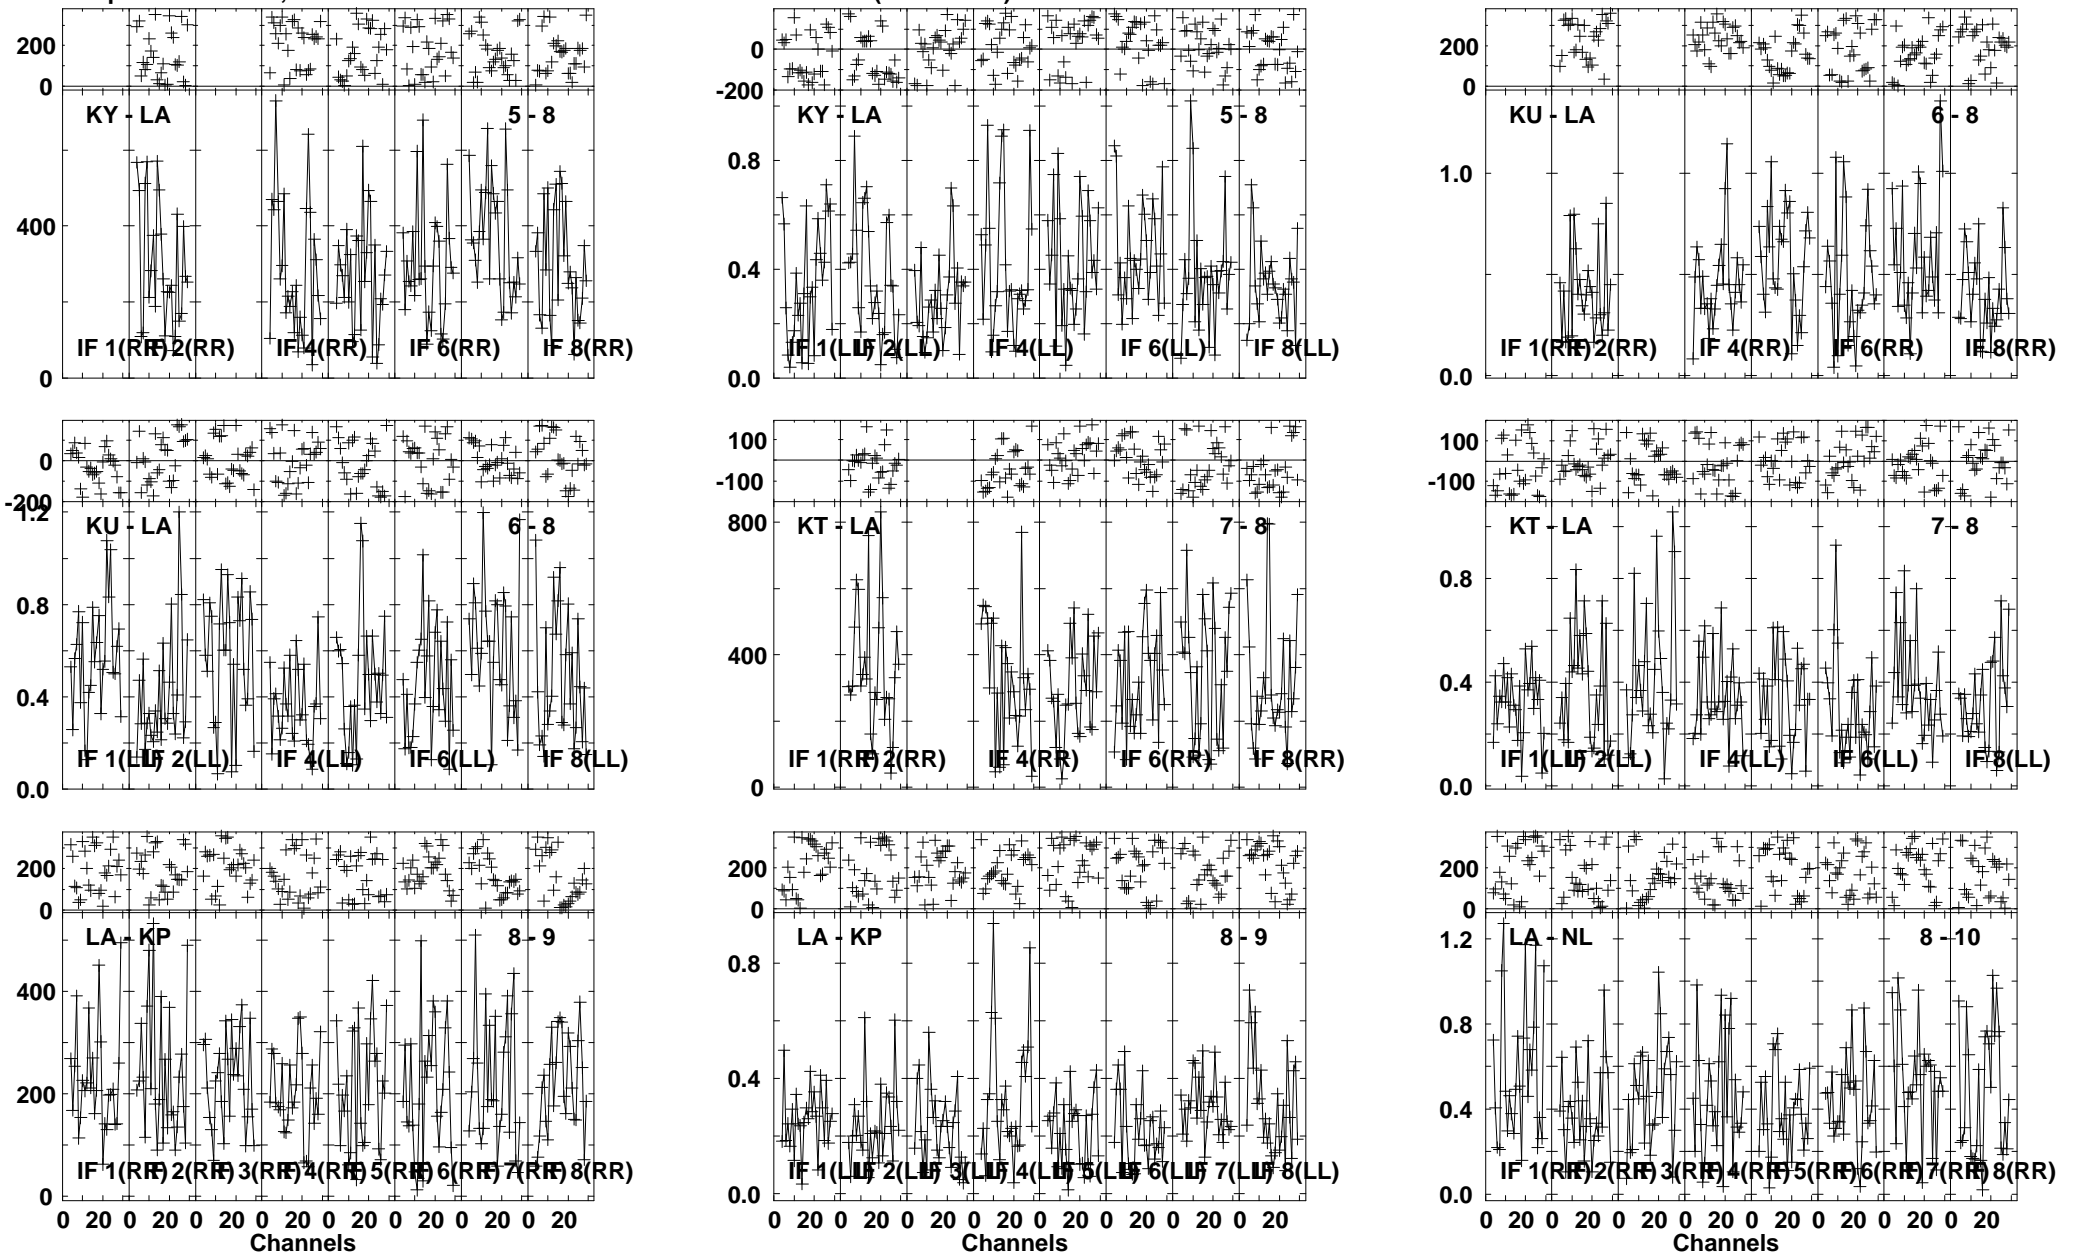 200
0
KY - LA
5 - 8
400
0
IF 1(RR)
IF 2(RR)
IF 4(RR)
IF 6(RR)
IF 8(RR)
0
-200
KY - LA
5 - 8
0.8
0.4
0.0
IF 1(LL)
IF 2(LL)
IF 4(LL)
IF 6(LL)
IF 8(LL)
200
0
KU - LA
6 - 8
1.0
0.0
IF 1(RR)
IF 2(RR)
IF 4(RR)
IF 6(RR)
IF 8(RR)
0
-200
1.2
KU - LA
6 - 8
0.8
0.4
0.0
IF 1(LL)
IF 2(LL)
IF 4(LL)
IF 6(LL)
IF 8(LL)
100
-100
800
KT - LA
7 - 8
400
0
IF 1(RR)
IF 2(RR)
IF 4(RR)
IF 6(RR)
IF 8(RR)
100
-100
KT - LA
7 - 8
0.8
0.4
0.0
IF 1(LL)
IF 2(LL)
IF 4(LL)
IF 6(LL)
IF 8(LL)
200
0
LA - KP
8 - 9
400
200
0
IF 1(RR)
IF 2(RR)
IF 3(RR)
IF 4(RR)
IF 5(RR)
IF 6(RR)
IF 7(RR)
IF 8(RR)
0 20 0 20 0 20 0 20 0 20 0 20 0 20 0 20
Channels
200
0
LA - KP
8 - 9
0.8
0.4
0.0
IF 1(LL)
IF 2(LL)
IF 3(LL)
IF 4(LL)
IF 5(LL)
IF 6(LL)
IF 7(LL)
IF 8(LL)
0 20 0 20 0 20 0 20 0 20 0 20 0 20 0 20
Channels
200
0
LA - NL
8 - 10
1.2
0.8
0.4
0.0
IF 1(RR)
IF 2(RR)
IF 3(RR)
IF 4(RR)
IF 5(RR)
IF 6(RR)
IF 7(RR)
IF 8(RR)
0 20 0 20 0 20 0 20 0 20 0 20 0 20 0 20
Channels